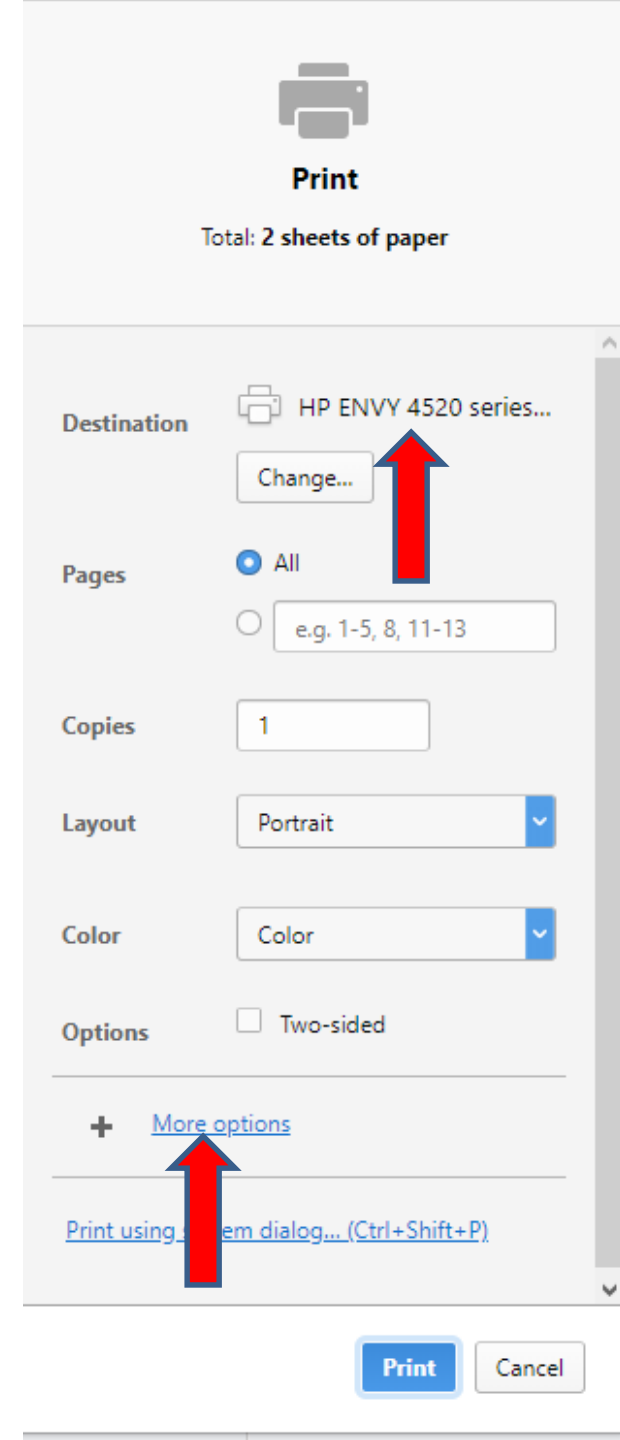 Print
Total: 2 sheets of paper
Destination
HP ENVY 4520 series...
Change...
Pages
All
e.g. 1-5, 8, 11-13
Copies
1
Layout
Portrait
Color
Color
Options
Two-sided
More options
Print using em dialog... (Ctrl+Shift+P)
Print
Cancel